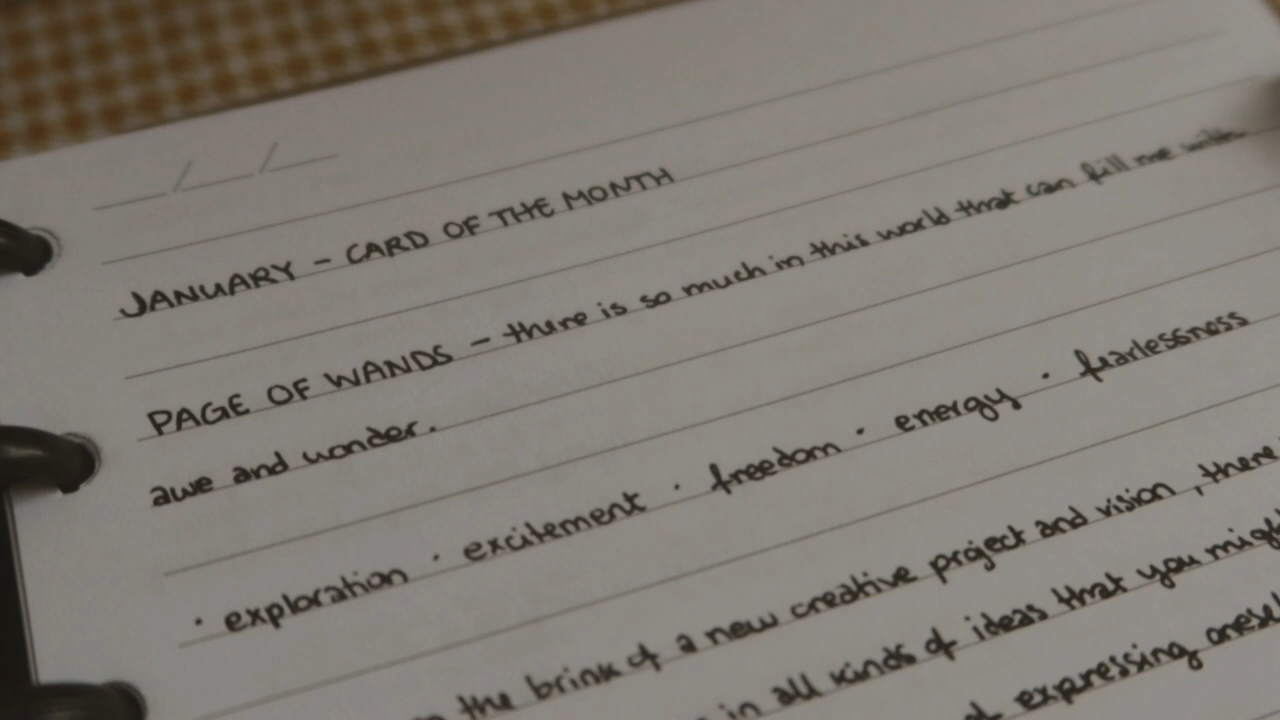 JANUARY - CARD OF THE MONTH
PAGE OF WANDS - there is so much in this world that can fill me with
awe and wonder.
· exploration · excitement · freedom · energy · fearlessness
the brink of a new creative project and vision, there
in all kinds of ideas that you
of expressing